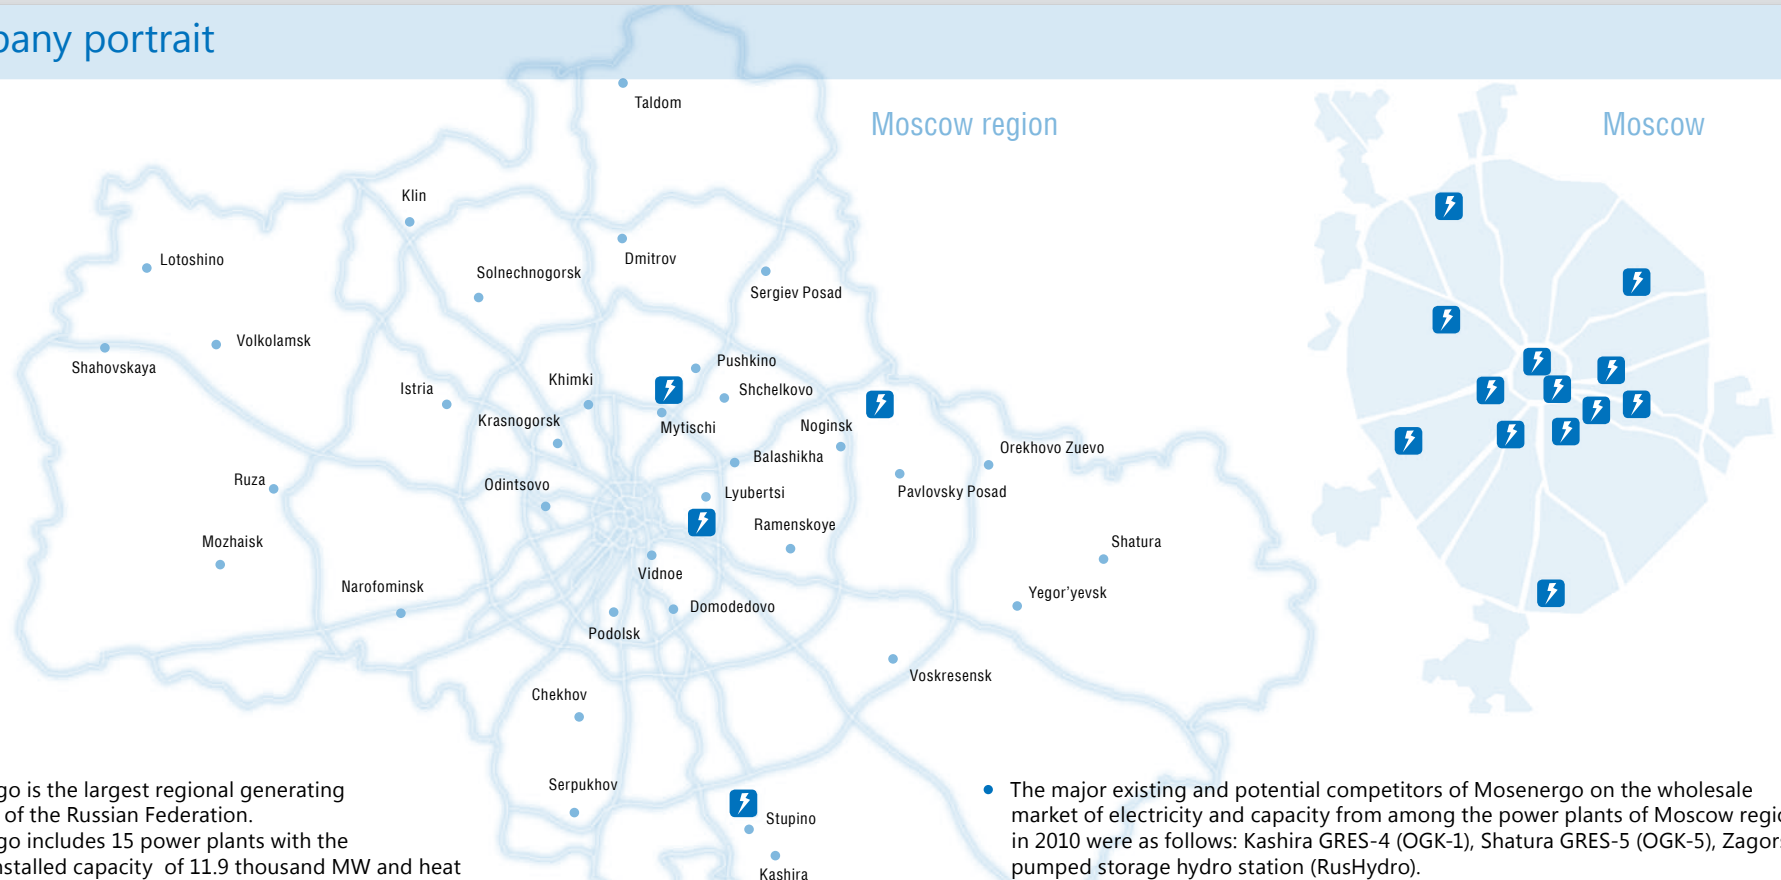 pany portrait
Moscow region
Moscow
Taldom
Klin
Lotoshino
Dmitrov
Solnechnogorsk
Sergiev Posad
Volkolamsk
Shahovskaya
Pushkino
Khimki
Istria
Shchelkovo
Krasnogorsk
Mytischi
Noginsk
Orekhovo Zuevo
Balashikha
Ruza
Odintsovo
Lyubertsi
Pavlovsky Posad
Ramenskoye
Mozhaisk
Shatura
Vidnoe
Narofominsk
Yegor'yevsk
Domodedovo
Podolsk
Voskresensk
Chekhov
Serpukhov
Stupino
Kashira
go is the largest regional generating
of the Russian Federation.
go includes 15 power plants with the
nstalled capacity of 11.9 thousand MW and heat
• The major existing and potential competitors of Mosenergo on the wholesale
market of electricity and capacity from among the power plants of Moscow regio
in 2010 were as follows: Kashira GRES-4 (OGK-1), Shatura GRES-5 (OGK-5), Zagors
pumped storage hydro station (RusHydro).